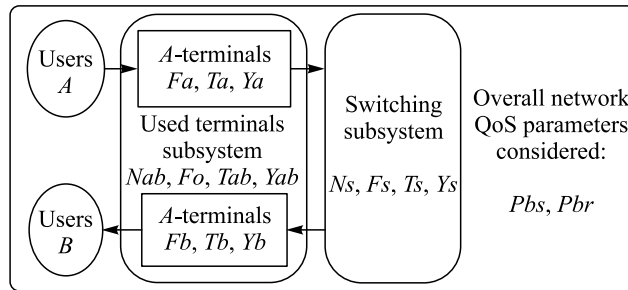 Users
A
A-terminals
Fa, Ta, Ya
Used terminals
subsystem
Nab, Fo, Tab, Yab
Users
B
A-terminals
Fb, Tb, Yb
Switching
subsystem
Ns, Fs, Ts, Ys
Overall network
QoS parameters
considered:
Pbs, Pbr